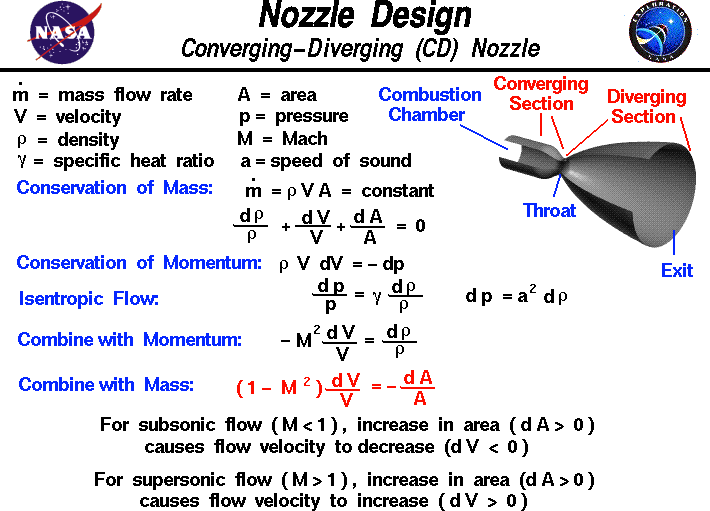 NASA
Nozzle Design
EXPLORATION
Converging-Diverging (CD) Nozzle
ṁ = mass flow rate
V = velocity
ρ = density
γ = specific heat ratio
A = area
p = pressure
M = Mach
a = speed of sound
Combustion
Chamber
Converging
Section
Diverging
Section
Throat
Exit
Conservation of Mass: ṁ = ρ V A = constant
dρ/ρ + dV/V + dA/A = 0
Conservation of Momentum: ρ V dV = – dp
Isentropic Flow: dp/p = γ dρ/ρ dp = a² dρ
Combine with Momentum: – M² dV/V = dρ/ρ
Combine with Mass: (1 – M²) dV/V = – dA/A
For subsonic flow (M < 1), increase in area (dA > 0)
causes flow velocity to decrease (dV < 0)
For supersonic flow (M > 1), increase in area (dA > 0)
causes flow velocity to increase (dV > 0)